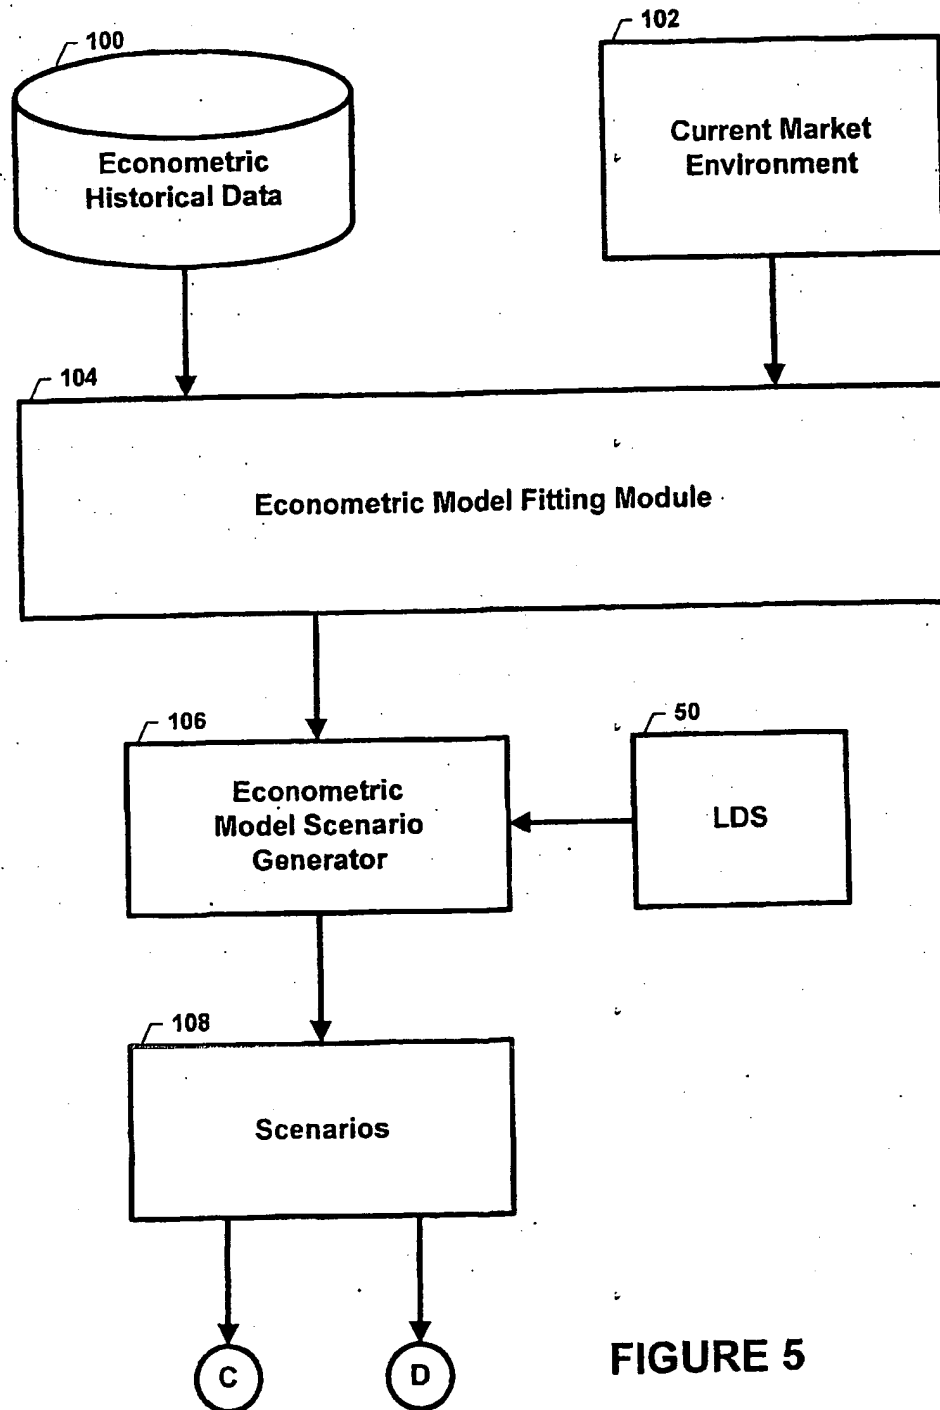 100
102
Econometric
Historical Data
Current Market
Environment
104
Econometric Model Fitting Module
106
50
Econometric
Model Scenario
Generator
LDS
108
Scenarios
C
D
FIGURE 5